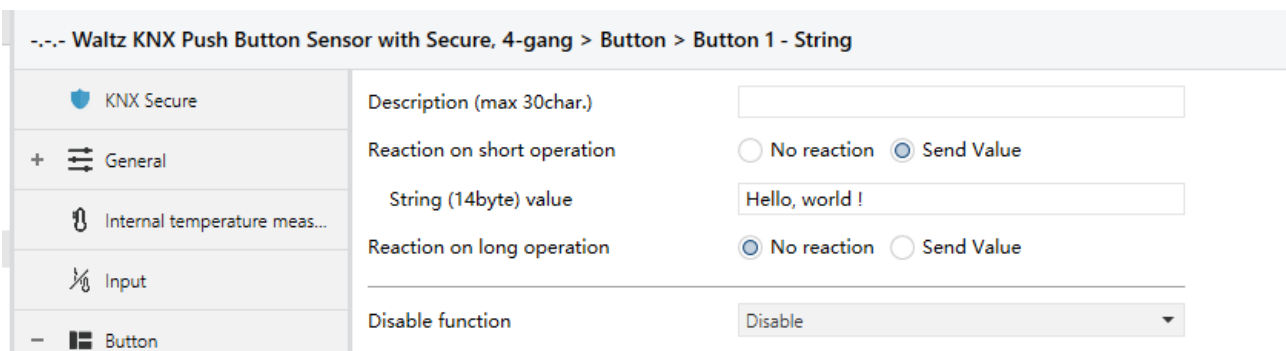 -.-.- Waltz KNX Push Button Sensor with Secure, 4-gang > Button > Button 1 - String
KNX Secure
+ General
Internal temperature meas...
Input
− Button
Description (max 30char.)
Reaction on short operation No reaction Send Value
String (14byte) value Hello, world !
Reaction on long operation No reaction Send Value
Disable function Disable